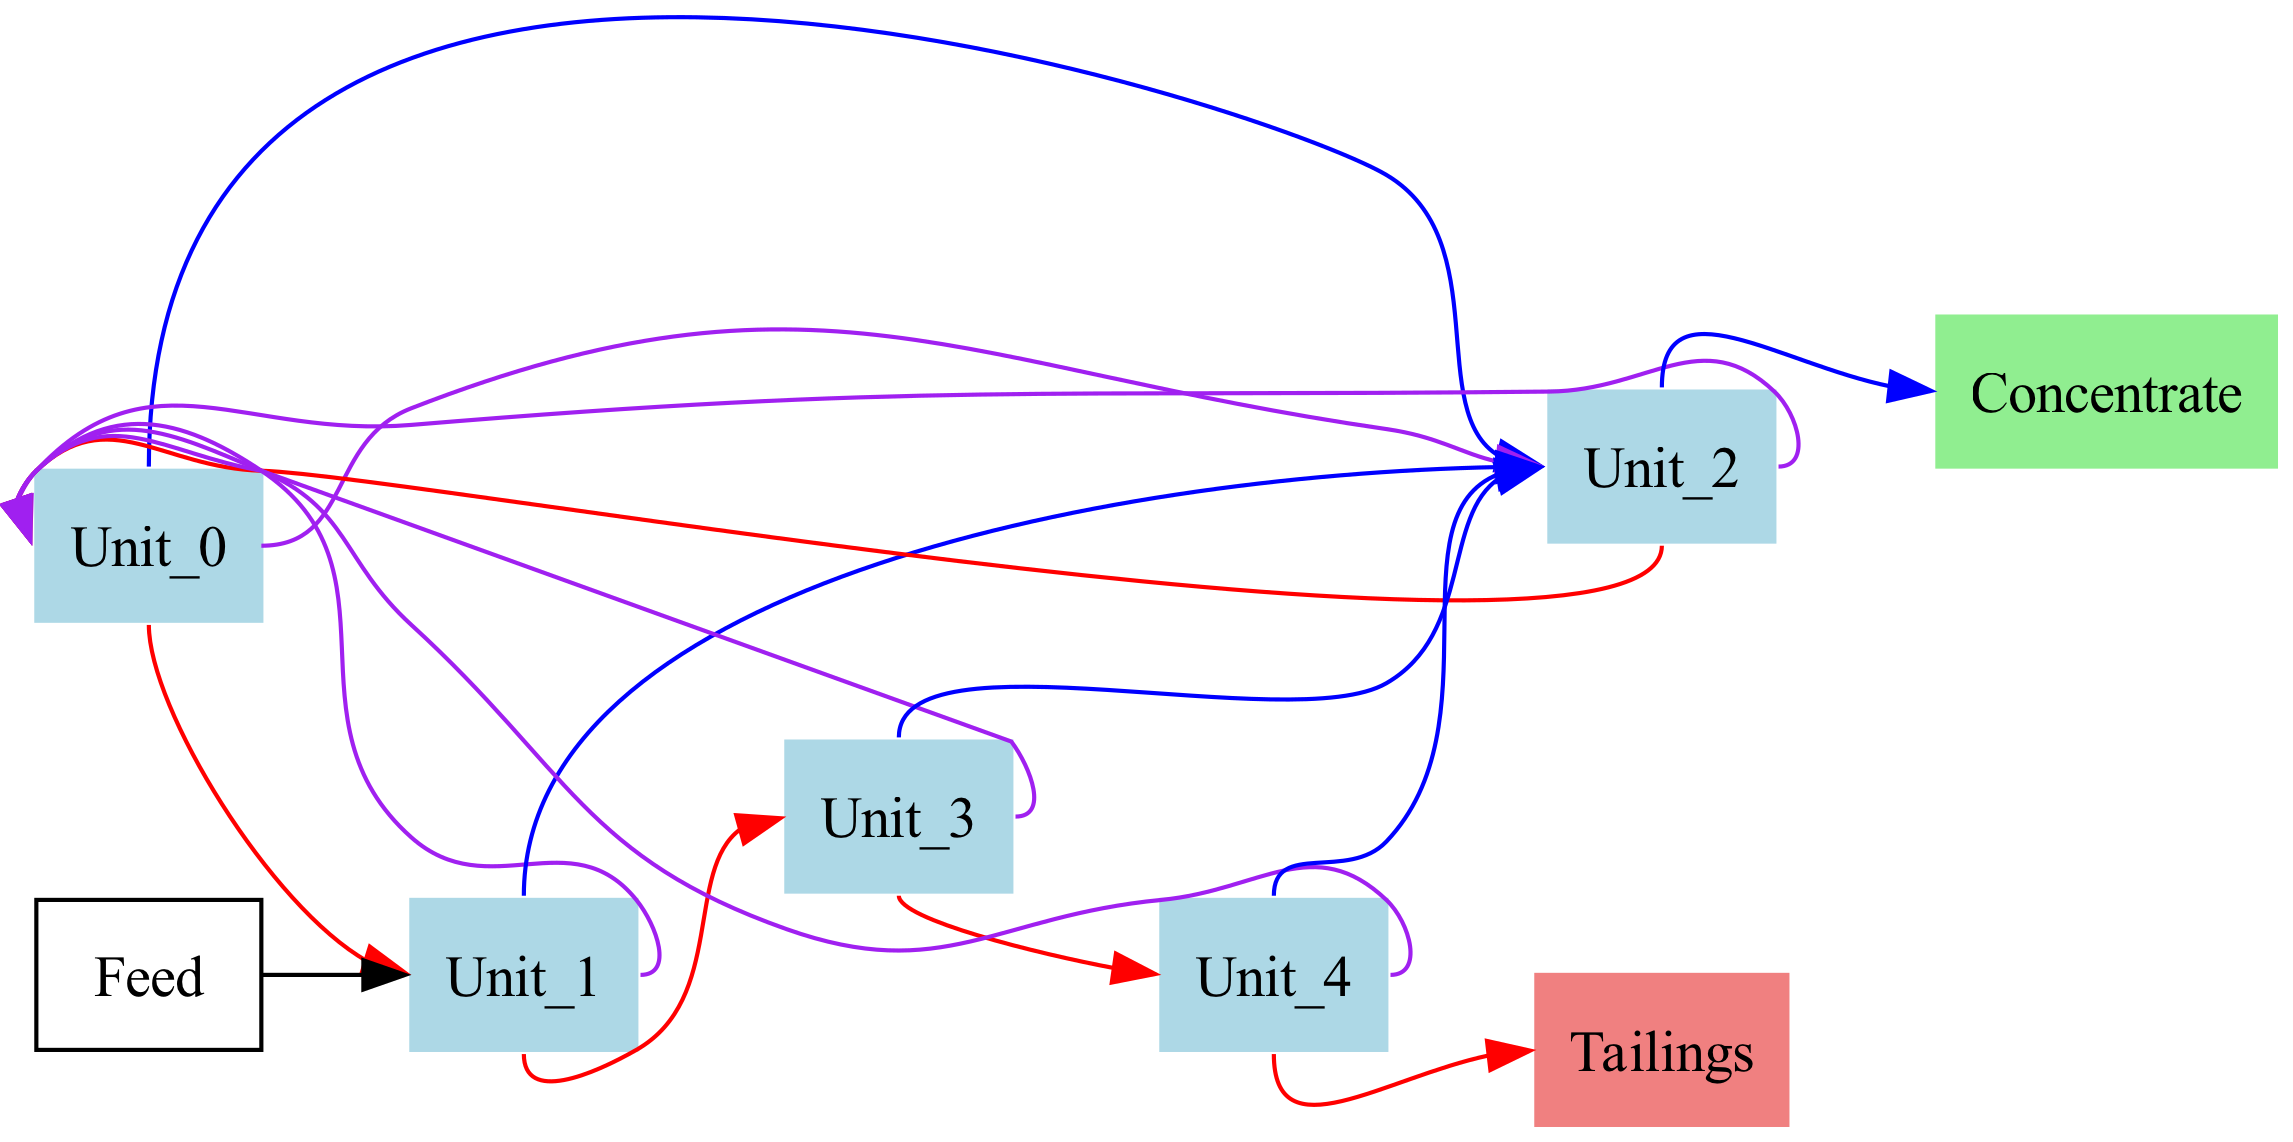 Concentrate
Unit_2
Unit_0
Unit_3
Feed
Unit_1
Unit_4
Tailings